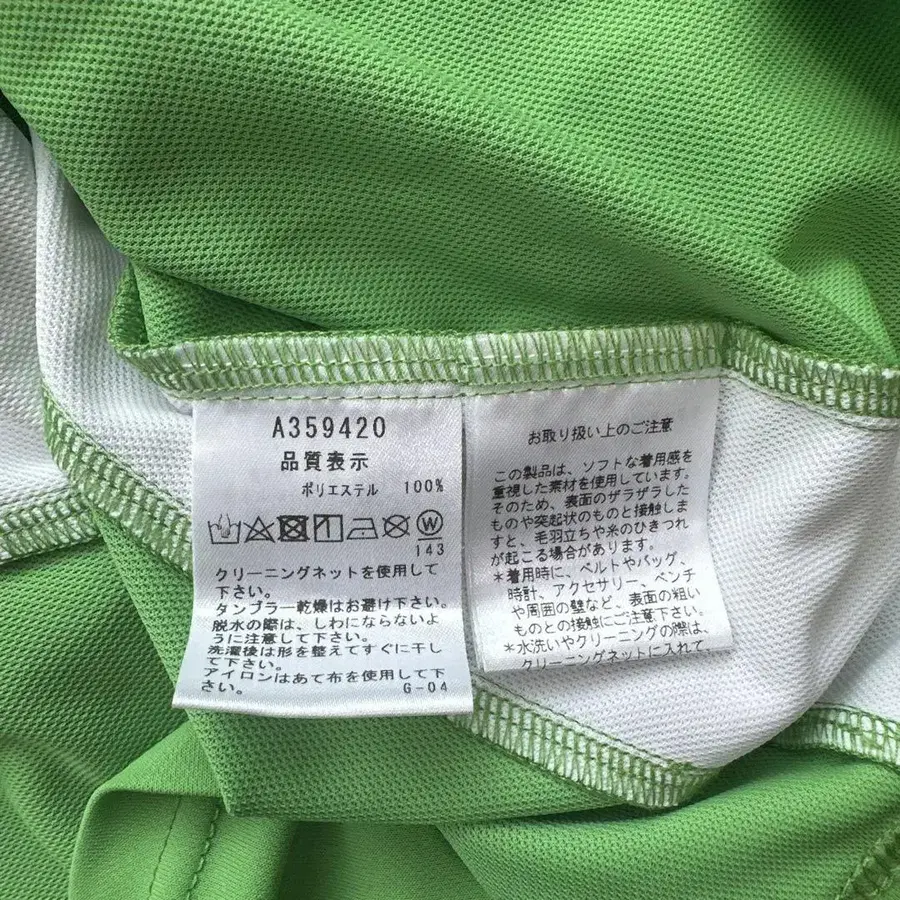 A359420
品質表示
ポリエステル 100%
W
143
クリーニングネットを使用して
下さい。
タンブラー乾燥はお避け下さい。
脱水の際は、しわにならないよ
うに注意して下さい。
洗濯後は形を整えてすぐに干し
て下さい。
アイロンはあて布を使用して下
さい。 G-04
お取り扱い上のご注意
この製品は、ソフトな着用感を
重視した素材を使用しています。
そのため、表面のザラザラした
ものや突起状のものと接触しま
すと、毛羽立ちや糸のひきつれ
が起こる場合があります。
*着用時に、ベルトやバッグ、
時計、アクセサリー、ベンチ
や周囲の壁など、表面の粗い
ものとの接触にご注意下さい。
*水洗いやクリーニングの際は、
クリーニングネットに入れて